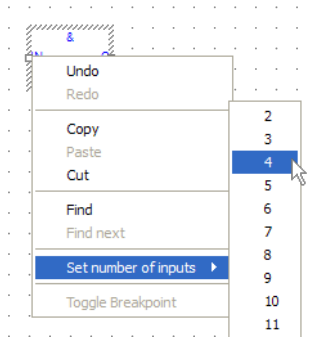 &
Undo
Redo
Copy
Paste
Cut
Find
Find next
Set number of inputs
Toggle Breakpoint
2
3
4
5
6
7
8
9
10
11